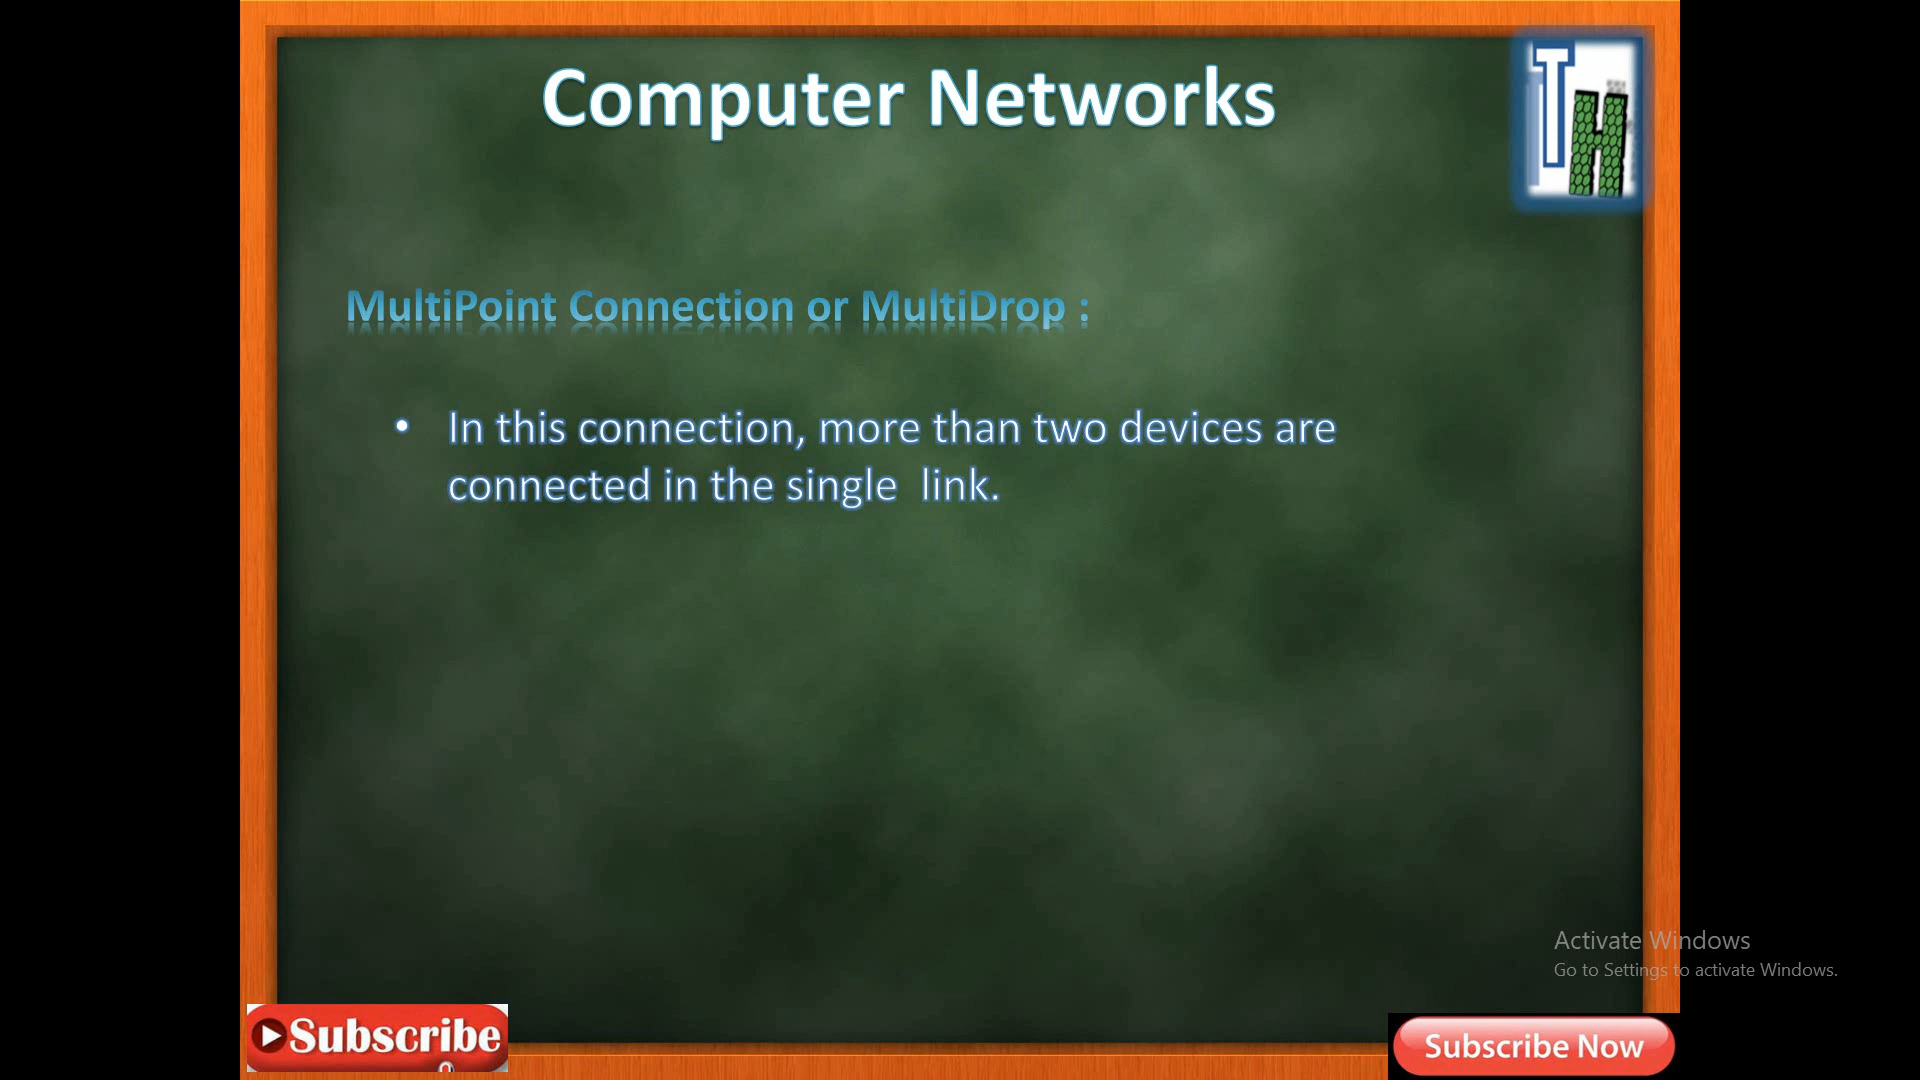 Computer Networks
TH
MultiPoint Connection or MultiDrop :
• In this connection, more than two devices are
connected in the single link.
Activate Windows
Go to Settings to activate Windows.
Subscribe
Subscribe Now